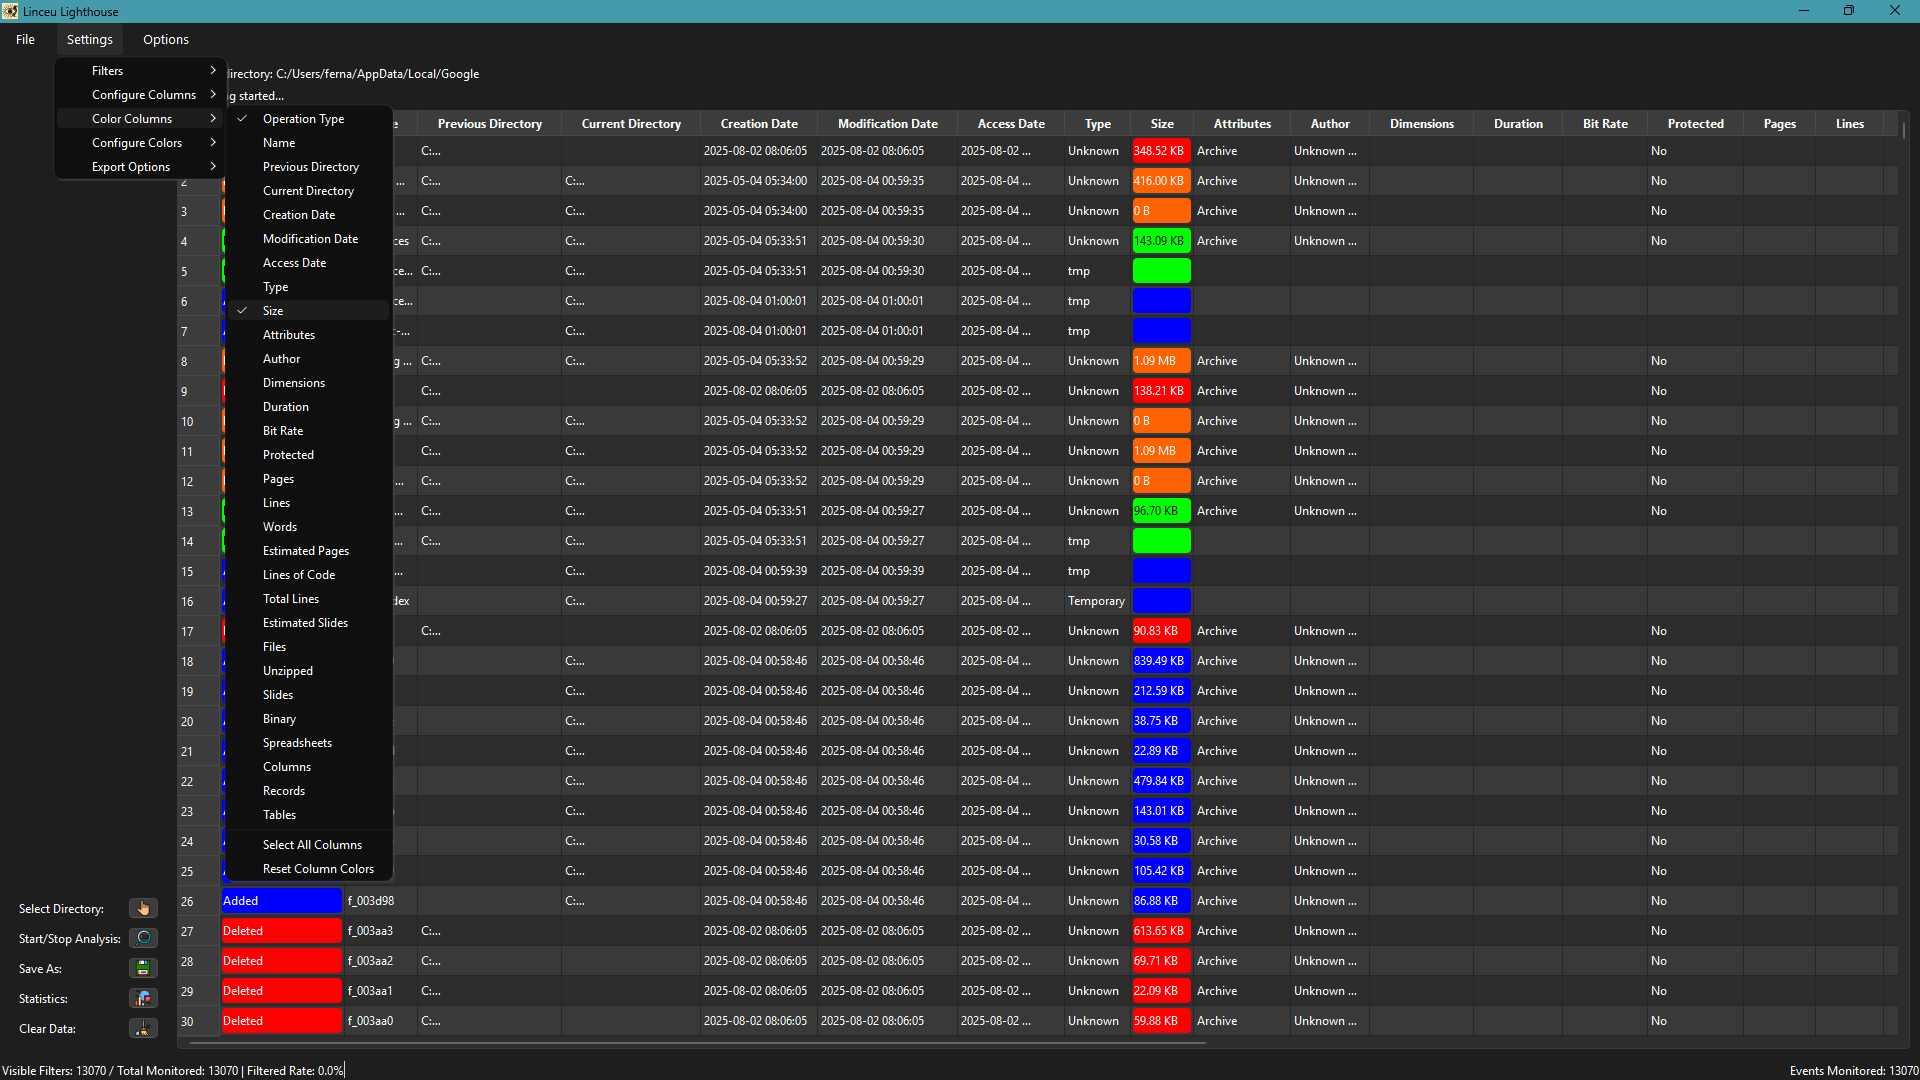 Linceu Lighthouse
File Settings Options
Filters
Configure Columns
Color Columns
Configure Colors
Export Options
irectory: C:/Users/ferna/AppData/Local/Google
g started...
Operation Type
Name
Previous Directory
Current Directory
Creation Date
Modification Date
Access Date
Type
Size
Attributes
Author
Dimensions
Duration
Bit Rate
Protected
Pages
Lines
Words
Estimated Pages
Lines of Code
Total Lines
Estimated Slides
Files
Unzipped
Slides
Binary
Spreadsheets
Columns
Records
Tables
Select All Columns
Reset Column Colors
e Previous Directory Current Directory Creation Date Modification Date Access Date Type Size Attributes Author Dimensions Duration Bit Rate Protected Pages Lines
C:... 2025-08-02 08:06:05 2025-08-02 08:06:05 2025-08-02 ... Unknown 348.52 KB Archive Unknown ... No
2 ... C:... C:... 2025-05-04 05:34:00 2025-08-04 00:59:35 2025-08-04 ... Unknown 416.00 KB Archive Unknown ... No
3 ... C:... C:... 2025-05-04 05:34:00 2025-08-04 00:59:35 2025-08-04 ... Unknown 0 B Archive Unknown ... No
4 ces C:... C:... 2025-05-04 05:33:51 2025-08-04 00:59:30 2025-08-04 ... Unknown 143.09 KB Archive Unknown ... No
5 ce... C:... C:... 2025-05-04 05:33:51 2025-08-04 00:59:30 2025-08-04 ... tmp
6 ce... C:... 2025-08-04 01:00:01 2025-08-04 01:00:01 2025-08-04 ... tmp
7 :-... C:... 2025-08-04 01:00:01 2025-08-04 01:00:01 2025-08-04 ... tmp
8 g ... C:... C:... 2025-05-04 05:33:52 2025-08-04 00:59:29 2025-08-04 ... Unknown 1.09 MB Archive Unknown ... No
9 C:... 2025-08-02 08:06:05 2025-08-02 08:06:05 2025-08-02 ... Unknown 138.21 KB Archive Unknown ... No
10 g ... C:... C:... 2025-05-04 05:33:52 2025-08-04 00:59:29 2025-08-04 ... Unknown 0 B Archive Unknown ... No
11 C:... C:... 2025-05-04 05:33:52 2025-08-04 00:59:29 2025-08-04 ... Unknown 1.09 MB Archive Unknown ... No
12 ... C:... C:... 2025-05-04 05:33:52 2025-08-04 00:59:29 2025-08-04 ... Unknown 0 B Archive Unknown ... No
13 ... C:... C:... 2025-05-04 05:33:51 2025-08-04 00:59:27 2025-08-04 ... Unknown 96.70 KB Archive Unknown ... No
14 ... C:... C:... 2025-05-04 05:33:51 2025-08-04 00:59:27 2025-08-04 ... tmp
15 ... C:... 2025-08-04 00:59:39 2025-08-04 00:59:39 2025-08-04 ... tmp
16 dex C:... 2025-08-04 00:59:27 2025-08-04 00:59:27 2025-08-04 ... Temporary
17 C:... 2025-08-02 08:06:05 2025-08-02 08:06:05 2025-08-02 ... Unknown 90.83 KB Archive Unknown ... No
18 C:... 2025-08-04 00:58:46 2025-08-04 00:58:46 2025-08-04 ... Unknown 839.49 KB Archive Unknown ... No
19 C:... 2025-08-04 00:58:46 2025-08-04 00:58:46 2025-08-04 ... Unknown 212.59 KB Archive Unknown ... No
20 C:... 2025-08-04 00:58:46 2025-08-04 00:58:46 2025-08-04 ... Unknown 38.75 KB Archive Unknown ... No
21 C:... 2025-08-04 00:58:46 2025-08-04 00:58:46 2025-08-04 ... Unknown 22.89 KB Archive Unknown ... No
22 C:... 2025-08-04 00:58:46 2025-08-04 00:58:46 2025-08-04 ... Unknown 479.84 KB Archive Unknown ... No
23 C:... 2025-08-04 00:58:46 2025-08-04 00:58:46 2025-08-04 ... Unknown 143.01 KB Archive Unknown ... No
24 C:... 2025-08-04 00:58:46 2025-08-04 00:58:46 2025-08-04 ... Unknown 30.58 KB Archive Unknown ... No
25 C:... 2025-08-04 00:58:46 2025-08-04 00:58:46 2025-08-04 ... Unknown 105.42 KB Archive Unknown ... No
26 Added f_003d98 C:... 2025-08-04 00:58:46 2025-08-04 00:58:46 2025-08-04 ... Unknown 86.88 KB Archive Unknown ... No
27 Deleted f_003aa3 C:... 2025-08-02 08:06:05 2025-08-02 08:06:05 2025-08-02 ... Unknown 613.65 KB Archive Unknown ... No
28 Deleted f_003aa2 C:... 2025-08-02 08:06:05 2025-08-02 08:06:05 2025-08-02 ... Unknown 69.71 KB Archive Unknown ... No
29 Deleted f_003aa1 C:... 2025-08-02 08:06:05 2025-08-02 08:06:05 2025-08-02 ... Unknown 22.09 KB Archive Unknown ... No
30 Deleted f_003aa0 C:... 2025-08-02 08:06:05 2025-08-02 08:06:05 2025-08-02 ... Unknown 59.88 KB Archive Unknown ... No
Select Directory:
Start/Stop Analysis:
Save As:
Statistics:
Clear Data:
Visible Filters: 13070 / Total Monitored: 13070 | Filtered Rate: 0.0%
Events Monitored: 13070